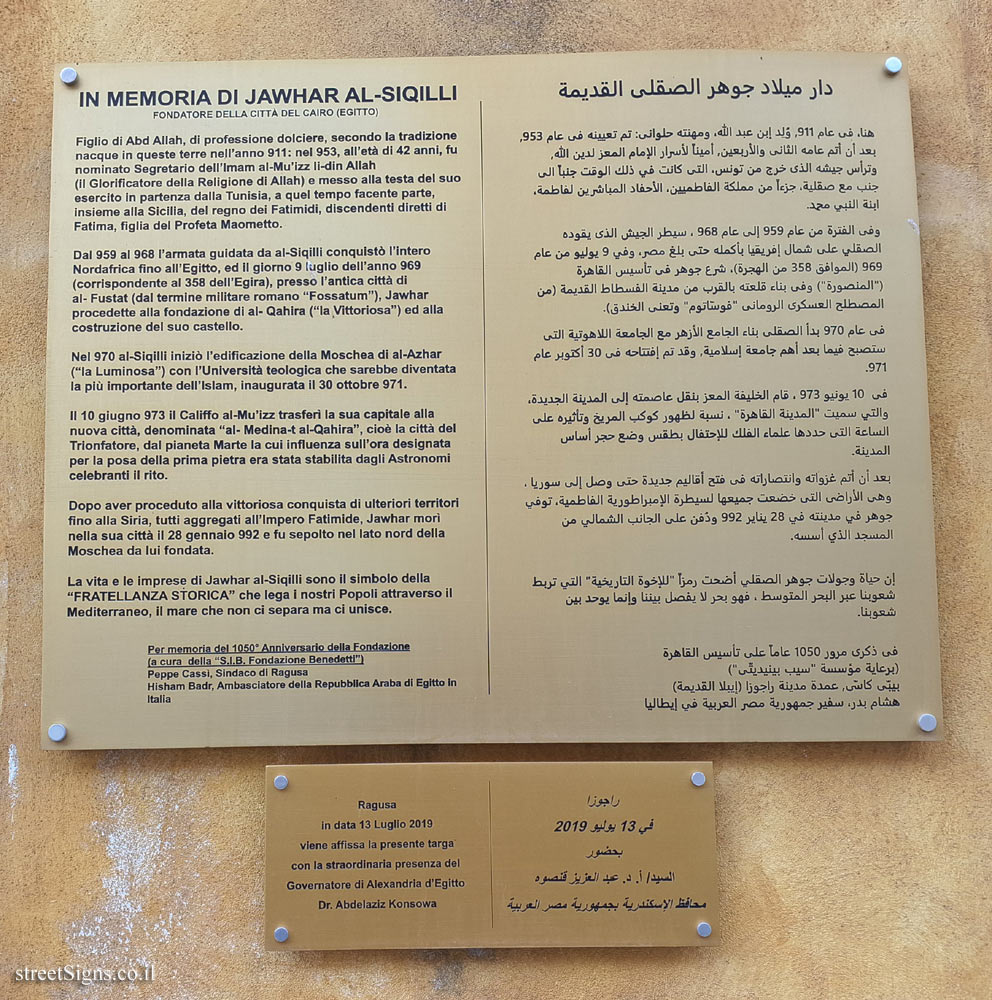 IN MEMORIA DI JAWHAR AL-SIQILLI
FONDATORE DELLA CITTÀ DEL CAIRO (EGITTO)
Figlio di Abd Allah, di professione dolciere, secondo la tradizione
nacque in queste terre nell'anno 911: nel 953, all'età di 42 anni, fu
nominato Segretario dell'Imam al-Mu'izz li-din Allah
(il Glorificatore della Religione di Allah) e messo alla testa del suo
esercito in partenza dalla Tunisia, a quel tempo facente parte,
insieme alla Sicilia, del regno dei Fatimidi, discendenti diretti di
Fatima, figlia del Profeta Maometto.
Dal 959 al 968 l'armata guidata da al-Siqilli conquistò l'intero
Nordafrica fino all'Egitto, ed il giorno 9 luglio dell'anno 969
(corrispondente al 358 dell'Egira), presso l'antica città di
al- Fustat (dal termine militare romano “Fossatum”), Jawhar
procedette alla fondazione di al- Qahira (“la Vittoriosa”) ed alla
costruzione del suo castello.
Nel 970 al-Siqilli iniziò l'edificazione della Moschea di al-Azhar
(“la Luminosa”) con l'Università teologica che sarebbe diventata
la più importante dell'Islam, inaugurata il 30 ottobre 971.
Il 10 giugno 973 il Califfo al-Mu'izz trasferì la sua capitale alla
nuova città, denominata “al- Medina-t al-Qahira”, cioè la città del
Trionfatore, dal pianeta Marte la cui influenza sull'ora designata
per la posa della prima pietra era stata stabilita dagli Astronomi
celebranti il rito.
Dopo aver proceduto alla vittoriosa conquista di ulteriori territori
fino alla Siria, tutti aggregati all'Impero Fatimide, Jawhar morì
nella sua città il 28 gennaio 992 e fu sepolto nel lato nord della
Moschea da lui fondata.
La vita e le imprese di Jawhar al-Siqilli sono il simbolo della
“FRATELLANZA STORICA” che lega i nostri Popoli attraverso il
Mediterraneo, il mare che non ci separa ma ci unisce.
Per memoria del 1050° Anniversario della Fondazione
(a cura della “S.I.B. Fondazione Benedetti”)
Peppe Cassì, Sindaco di Ragusa
Hisham Badr, Ambasciatore della Repubblica Araba di Egitto in
Italia
دار ميلاد جوهر الصقلى القديمة
هنا، فى عام 911, وُلِد إبن عبد الله، ومهنته حلوانى: تم تعيينه فى عام 953,
بعد أن أتم عامه الثانى والأربعين, أميناً لأسرار الإمام المعز لدين الله,
وترأس جيشه الذى خرج من تونس، التى كانت في ذلك الوقت جنباً الى
جنب مع صقلية. جزءاً من مملكة الفاطميين، الأحفاد المباشرين لفاطمة،
ابنة النبي محمد.
وفى الفترة من عام 959 إلى عام 968 ، سيطر الجيش الذى يقوده
الصقلي على شمال إفريقيا بأكمله حتى بلغ مصر، وفي 9 يوليو من عام
969 (الموافق 358 من الهجرة)، شرع جوهر فى تأسيس القاهرة
("المنصورة") وفى بناء قلعته بالقرب من مدينة الفسطاط القديمة (من
المصطلح العسكرى الرومانى "فوسّاتوم" وتعنى الخندق).
فى عام 970 بدأ الصقلى بناء الجامع الأزهر مع الجامعة اللاهوتية التى
ستصبح فيما بعد أهم جامعة إسلامية, وقد تم إفتتاحه في 30 أكتوبر عام
971.
فى 10 يونيو 973 ، قام الخليفة المعز بنقل عاصمته إلى المدينة الجديدة,
والتي سميت "المدينة القاهرة" ، نسبة لظهور كوكب المريخ وتأثيره على
الساعة التى حددها علماء الفلك للإحتفال بطقس وضع حجر أساس
المدينة.
بعد أن أتم غزواته وانتصاراته فى فتح أقاليم جديدة حتى وصل إلى سوريا ،
وهى الأراضى التى خضعت جميعها لسيطرة الإمبراطورية الفاطمية, توفي
جوهر في مدينته في 28 يناير 992 ودُفن على الجانب الشمالي من
المسجد الذي أسسه.
إن حياة وجولات جوهر الصقلي أضحت رمزاً "للإخوة التاريخية" التي تربط
شعوبنا عبر البحر المتوسط ، فهو بحر لا يفصل بيننا وإنما يوحد بين
شعوبنا.
فى ذكرى مرور 1050 عاماً على تأسيس القاهرة
(برعاية مؤسسة "سيب بينيديتّى")
بيبّى كاسّى, عمدة مدينة راجوزا (إيبلا القديمة)
هشام بدر، سفير جمهورية مصر العربية في إيطاليا
Ragusa
in data 13 Luglio 2019
viene affissa la presente targa
con la straordinaria presenza del
Governatore di Alexandria d'Egitto
Dr. Abdelaziz Konsowa
راجوزا
في 13 يوليو 2019
بحضور
السيد/ أ. د. عبد العزيز قنصوه
محافظ الإسكندرية بجمهورية مصر العربية
streetSigns.co.il